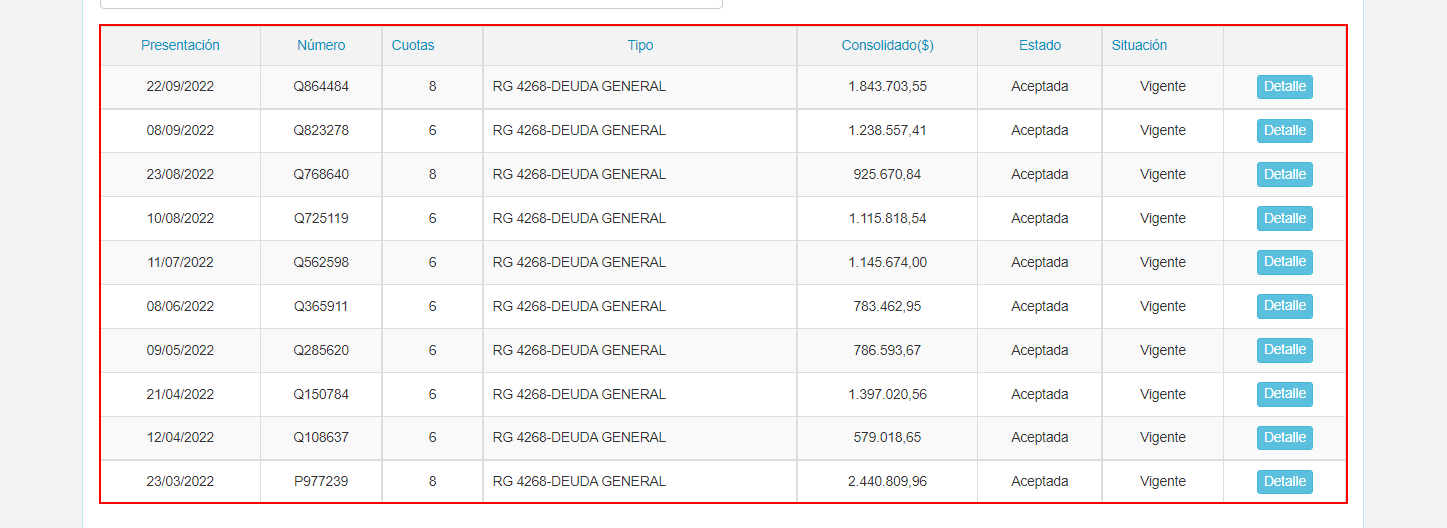 Presentación Número Cuotas Tipo Consolidado($) Estado Situación
22/09/2022 Q864484 8 RG 4268-DEUDA GENERAL 1.843.703,55 Aceptada Vigente Detalle
08/09/2022 Q823278 6 RG 4268-DEUDA GENERAL 1.238.557,41 Aceptada Vigente Detalle
23/08/2022 Q768640 8 RG 4268-DEUDA GENERAL 925.670,84 Aceptada Vigente Detalle
10/08/2022 Q725119 6 RG 4268-DEUDA GENERAL 1.115.818,54 Aceptada Vigente Detalle
11/07/2022 Q562598 6 RG 4268-DEUDA GENERAL 1.145.674,00 Aceptada Vigente Detalle
08/06/2022 Q365911 6 RG 4268-DEUDA GENERAL 783.462,95 Aceptada Vigente Detalle
09/05/2022 Q285620 6 RG 4268-DEUDA GENERAL 786.593,67 Aceptada Vigente Detalle
21/04/2022 Q150784 6 RG 4268-DEUDA GENERAL 1.397.020,56 Aceptada Vigente Detalle
12/04/2022 Q108637 6 RG 4268-DEUDA GENERAL 579.018,65 Aceptada Vigente Detalle
23/03/2022 P977239 8 RG 4268-DEUDA GENERAL 2.440.809,96 Aceptada Vigente Detalle